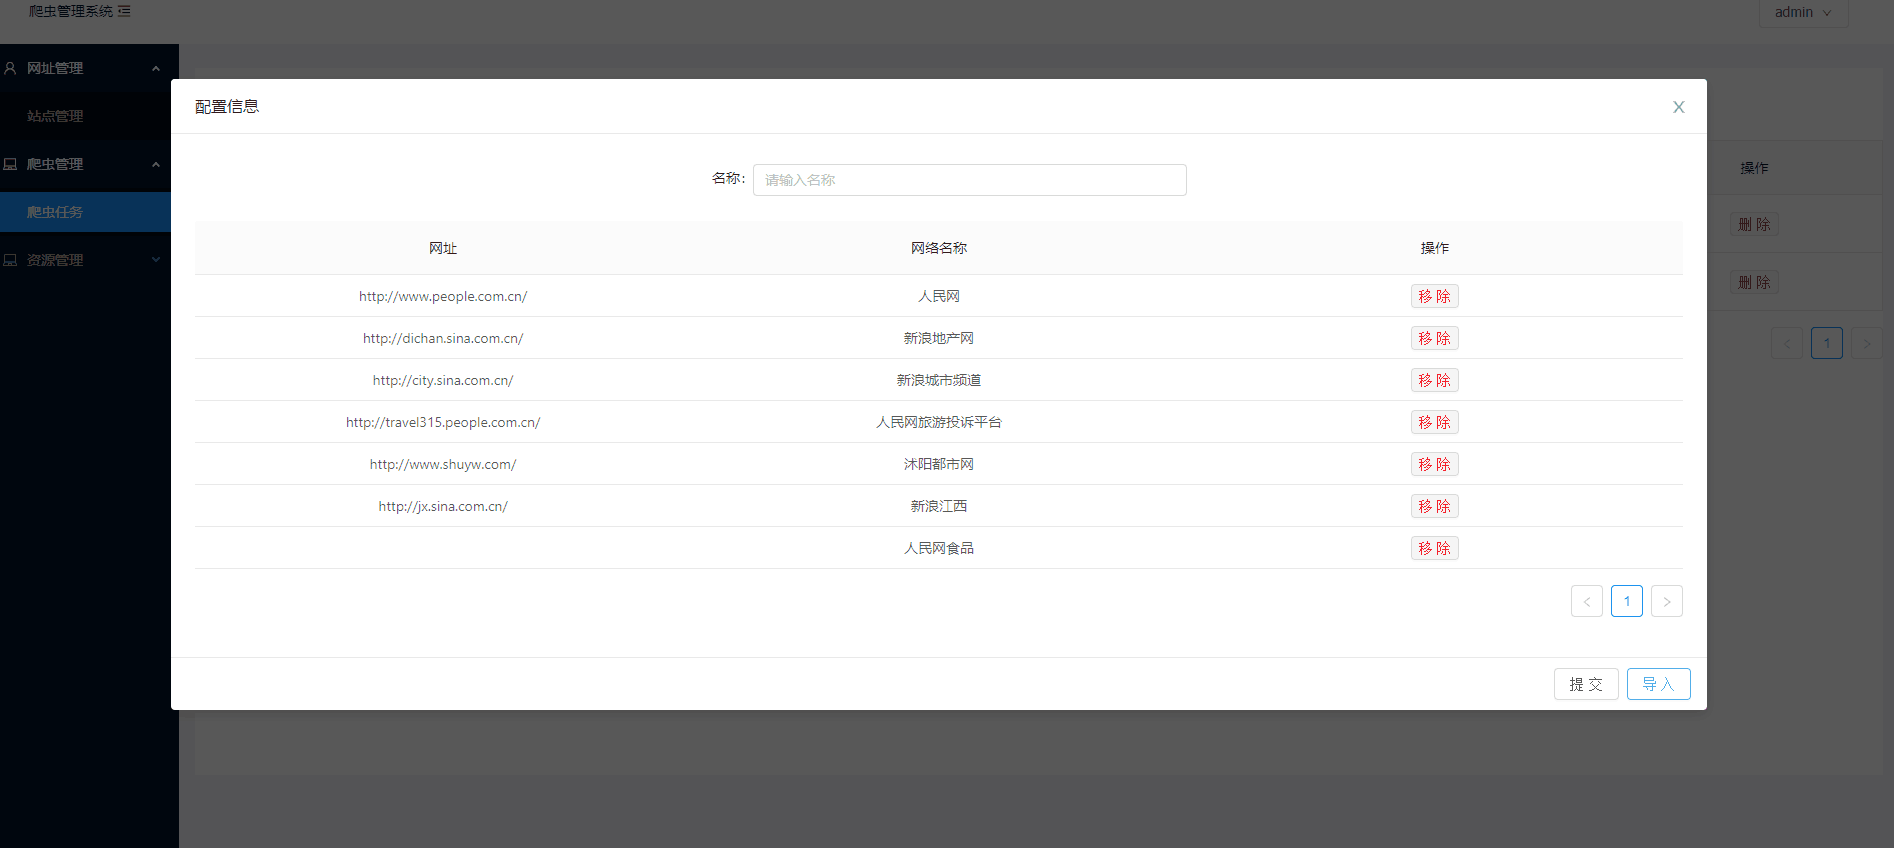 爬虫管理系统
admin
网址管理
站点管理
爬虫管理
爬虫任务
资源管理
配置信息
X
名称: 请输入名称
网址 网络名称 操作
http://www.people.com.cn/ 人民网 移 除
http://dichan.sina.com.cn/ 新浪地产网 移 除
http://city.sina.com.cn/ 新浪城市频道 移 除
http://travel315.people.com.cn/ 人民网旅游投诉平台 移 除
http://www.shuyw.com/ 沭阳都市网 移 除
http://jx.sina.com.cn/ 新浪江西 移 除
人民网食品 移 除
< 1 >
提 交 导 入
操作
删 除
删 除
< 1 >